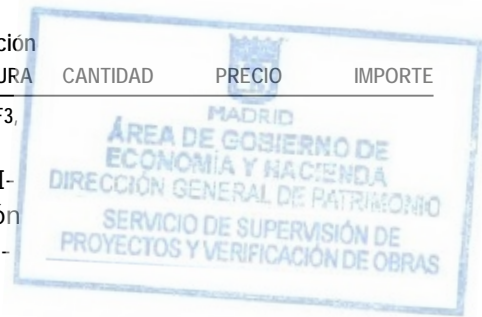 ción
URA CANTIDAD PRECIO IMPORTE
F3,
I-
ón
-
MADRID
ÁREA DE GOBIERNO DE
ECONOMÍA Y HACIENDA
DIRECCIÓN GENERAL DE PATRIMONIO
SERVICIO DE SUPERVISIÓN DE
PROYECTOS Y VERIFICACIÓN DE OBRAS